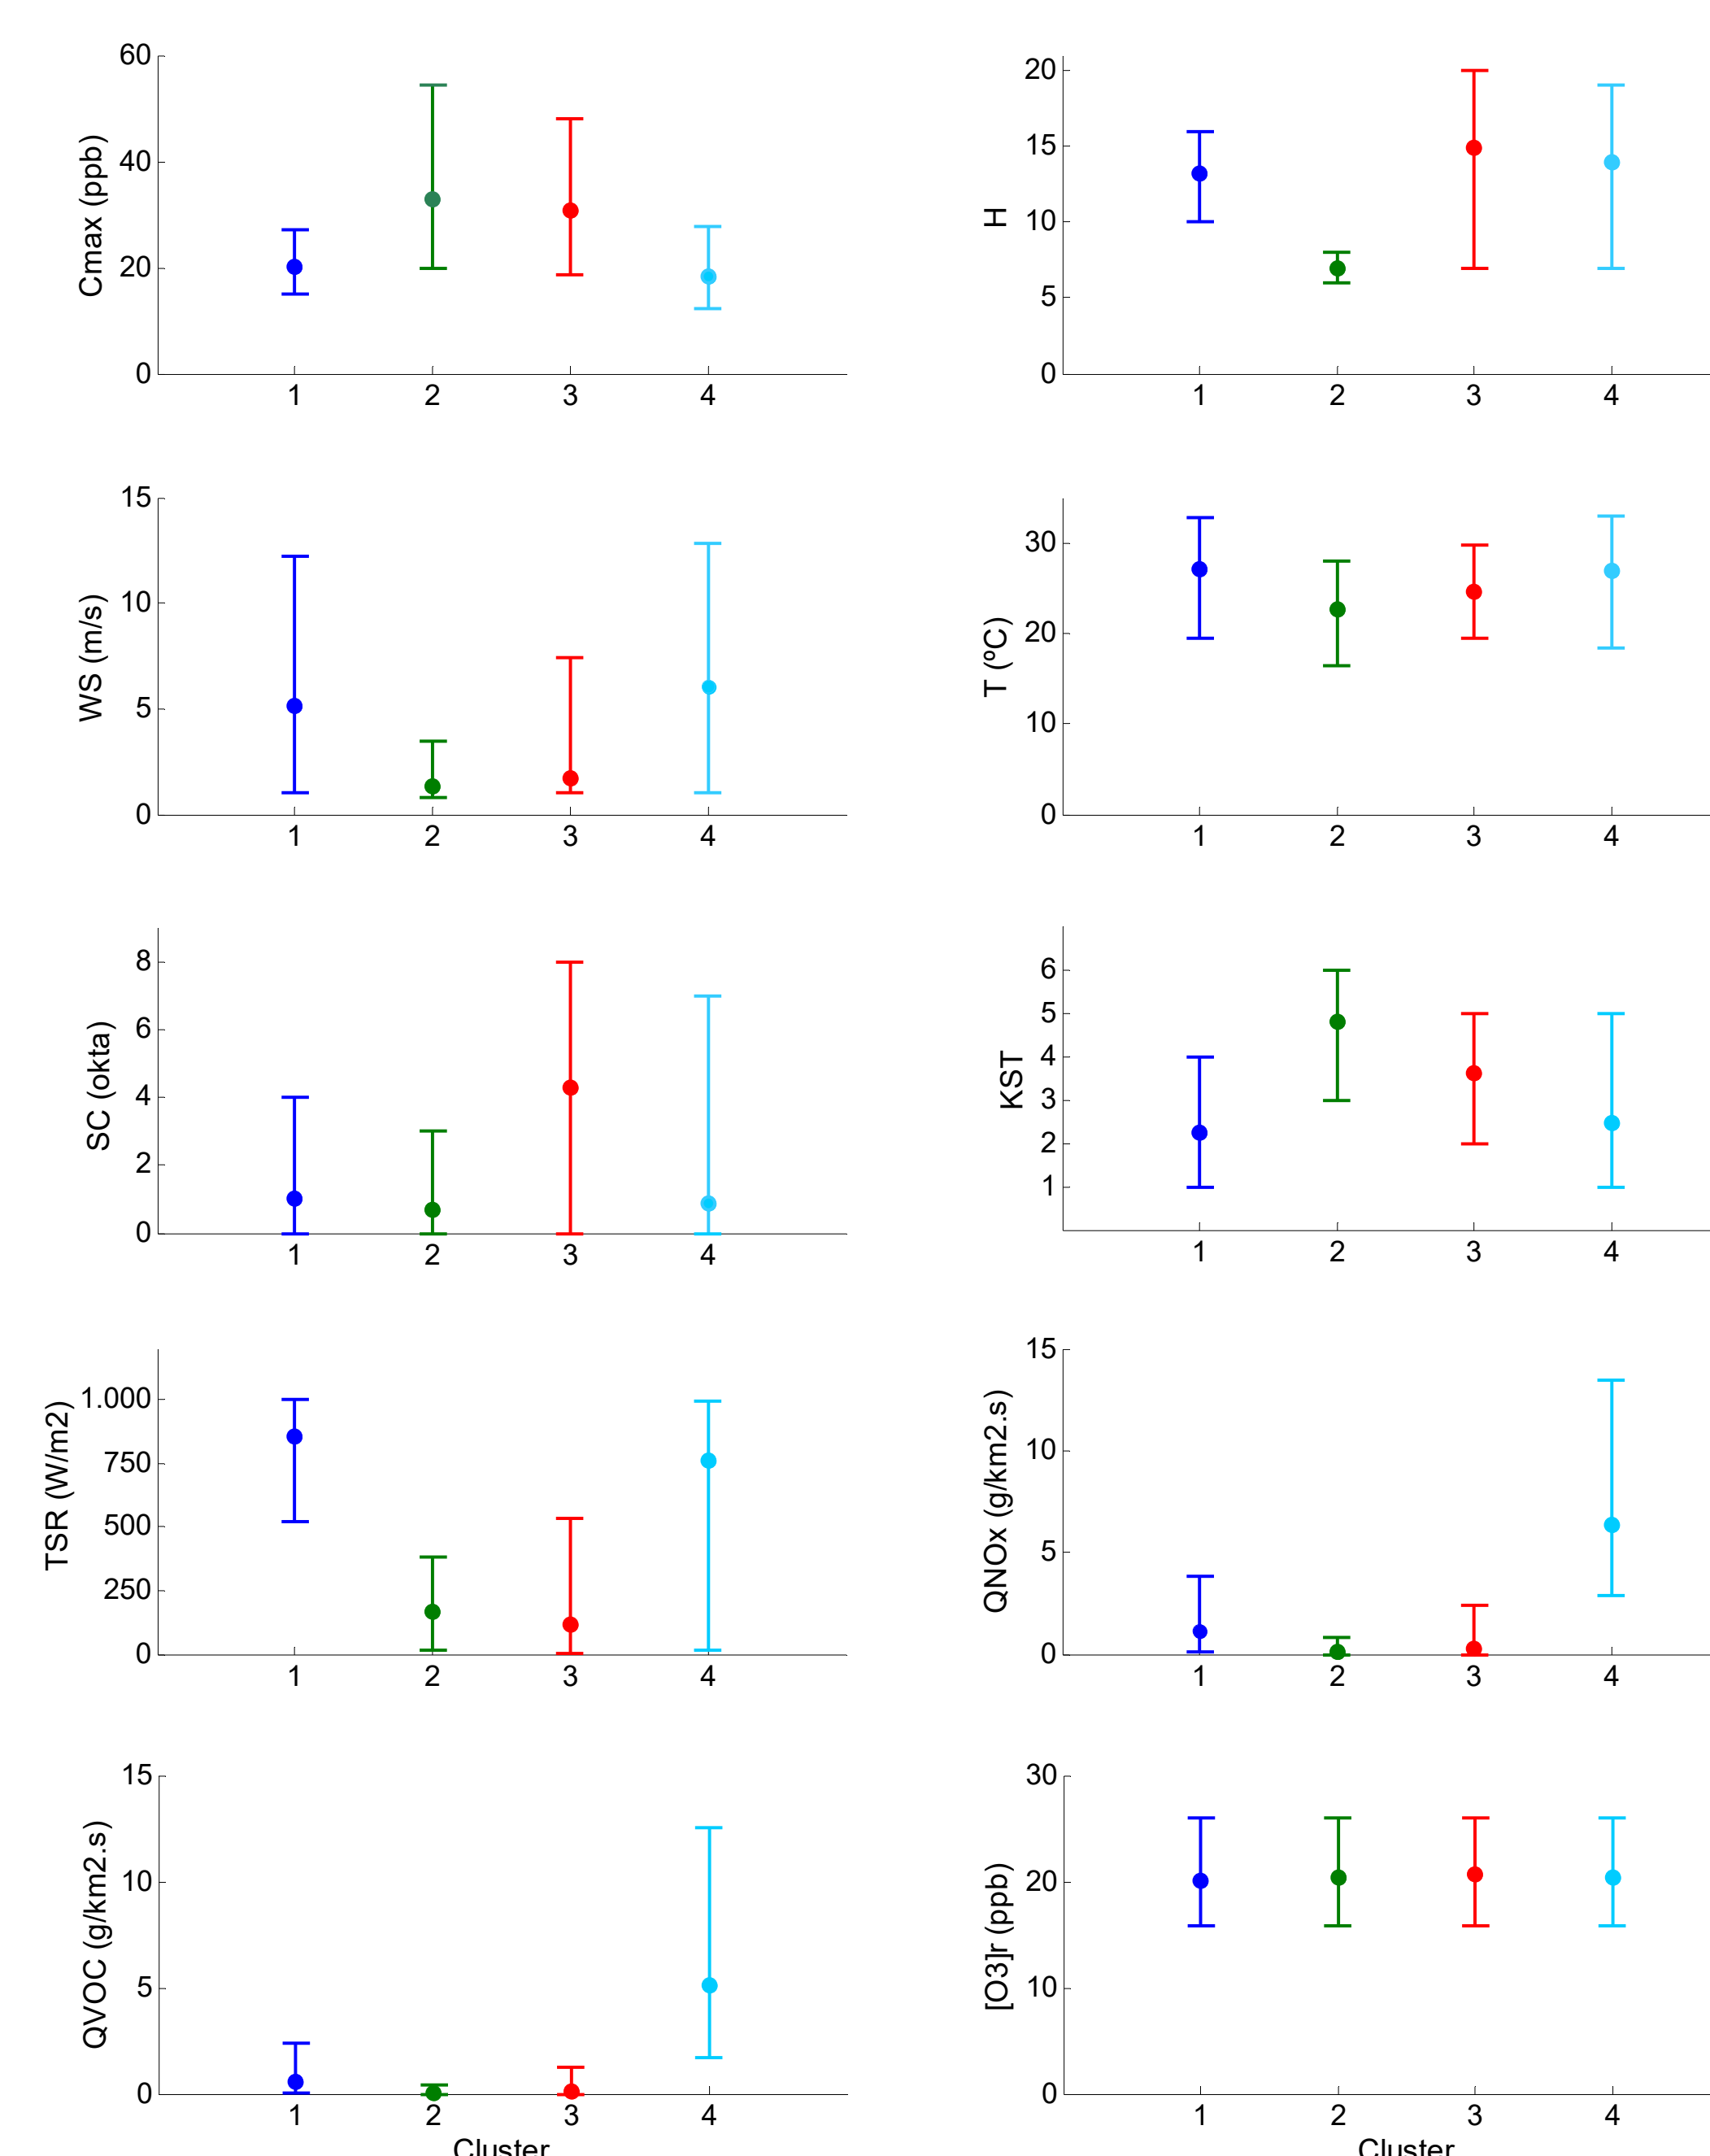 Cmax (ppb)
60
40
20
0
1 2 3 4
H
20
15
10
5
0
1 2 3 4
WS (m/s)
15
10
5
0
1 2 3 4
T (ºC)
30
20
10
0
1 2 3 4
SC (okta)
8
6
4
2
0
1 2 3 4
KST
6
5
4
3
2
1
1 2 3 4
TSR (W/m2)
1.000
750
500
250
0
1 2 3 4
QNOx (g/km2.s)
15
10
5
0
1 2 3 4
QVOC (g/km2.s)
15
10
5
0
1 2 3 4
Cluster
[O3]r (ppb)
30
20
10
0
1 2 3 4
Cluster